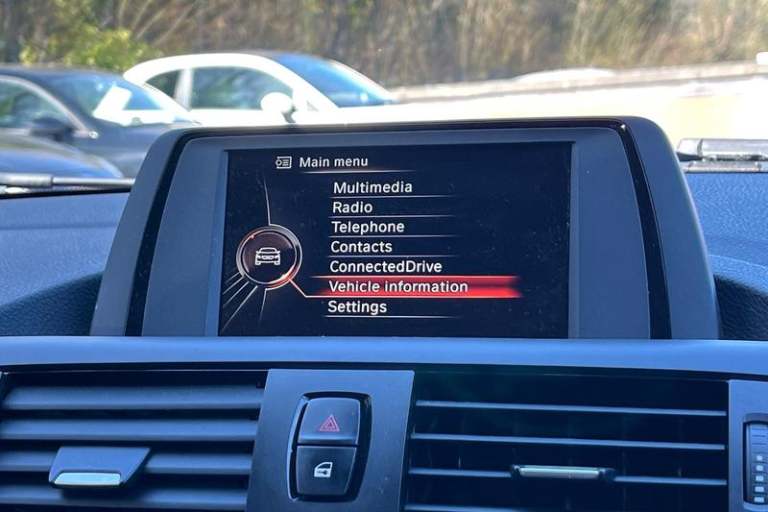 Main menu
Multimedia
Radio
Telephone
Contacts
ConnectedDrive
Vehicle information
Settings